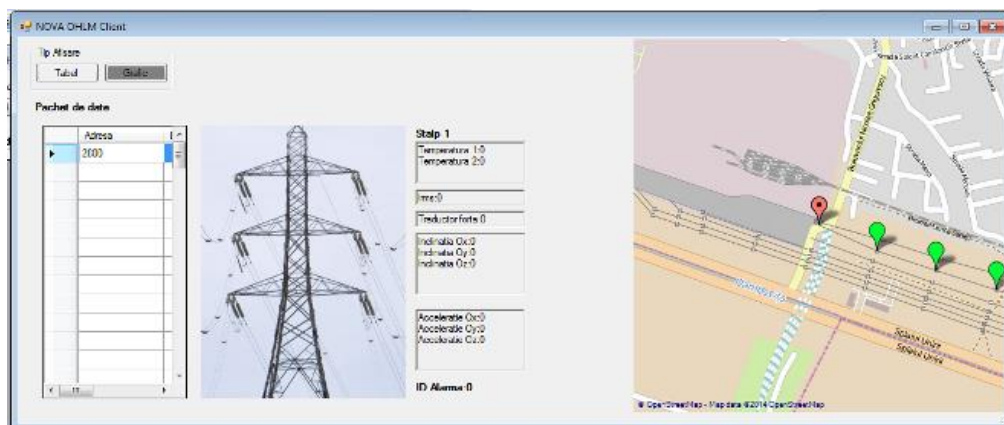 NOVA OHLM Client
Tip Afisare
Tabel
Grafic
Pachet de date
Adresa
2000
Stalp 1
Temperatura 1:0
Temperatura 2:0
Irms:0
Traductor forte:0
Inclinatia Ox:0
Inclinatia Oy:0
Inclinatia Oz:0
Acceleratie Ox:0
Acceleratie Oy:0
Acceleratie Oz:0
ID Alarma:0
Splaiul Unirii
Splaiul Unirii
© OpenStreetMap - Map data ©2014 OpenStreetMap